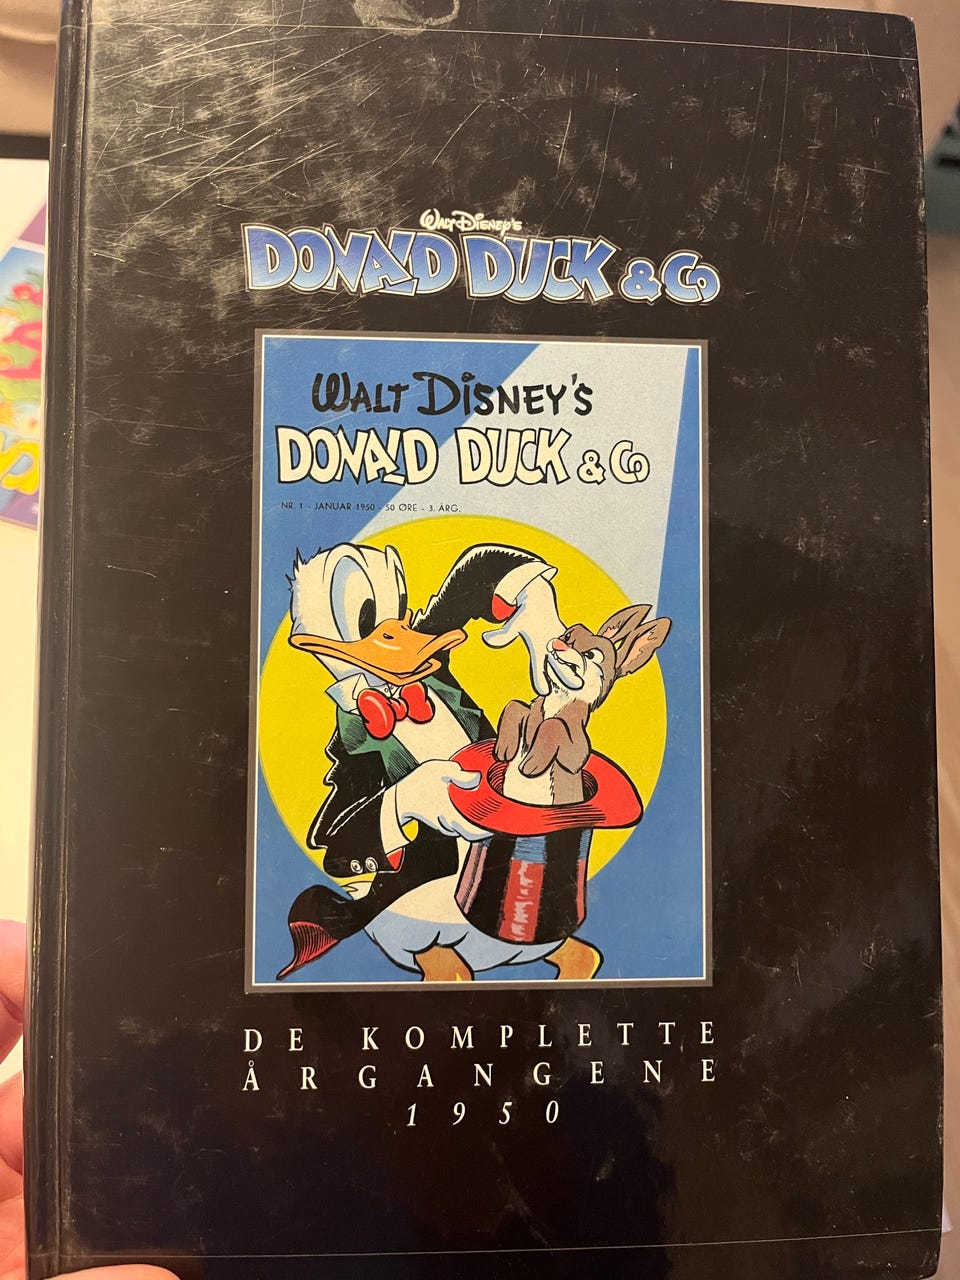 WALT DISNEY'S
DONALD DUCK & CO
WALT DISNEY'S
DONALD DUCK & CO
NR. 1 - JANUAR 1950 - 50 ØRE - 3. ÅRG.
DE KOMPLETTE
ÅRGANGENE
1950